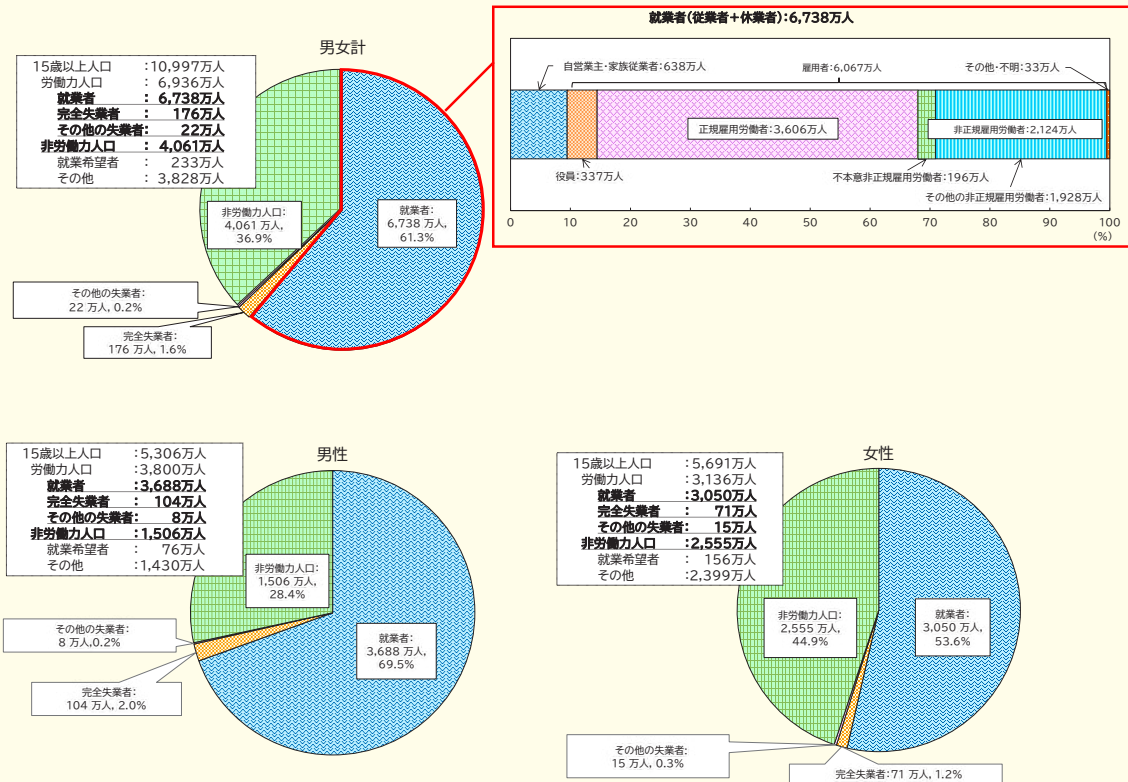 就業者(従業者+休業者):6,738万人
自営業主・家族従業者:638万人
雇用者:6,067万人
その他・不明:33万人
正規雇用労働者:3,606万人
非正規雇用労働者:2,124万人
役員:337万人
不本意非正規雇用労働者:196万人
その他の非正規雇用労働者:1,928万人
0 10 20 30 40 50 60 70 80 90 100
(%)
男女計
15歳以上人口 :10,997万人
労働力人口 : 6,936万人
就業者 : 6,738万人
完全失業者 : 176万人
その他の失業者: 22万人
非労働力人口 : 4,061万人
就業希望者 : 233万人
その他 : 3,828万人
非労働力人口:
4,061 万人,
36.9%
就業者:
6,738 万人,
61.3%
その他の失業者:
22 万人, 0.2%
完全失業者:
176 万人, 1.6%
男性
15歳以上人口 :5,306万人
労働力人口 :3,800万人
就業者 :3,688万人
完全失業者 : 104万人
その他の失業者: 8万人
非労働力人口 :1,506万人
就業希望者 : 76万人
その他 :1,430万人
非労働力人口:
1,506 万人,
28.4%
就業者:
3,688 万人,
69.5%
その他の失業者:
8 万人,0.2%
完全失業者:
104 万人, 2.0%
女性
15歳以上人口 :5,691万人
労働力人口 :3,136万人
就業者 :3,050万人
完全失業者 : 71万人
その他の失業者: 15万人
非労働力人口 :2,555万人
就業希望者 : 156万人
その他 :2,399万人
非労働力人口:
2,555 万人,
44.9%
就業者:
3,050 万人,
53.6%
その他の失業者:
15 万人, 0.3%
完全失業者:71 万人, 1.2%